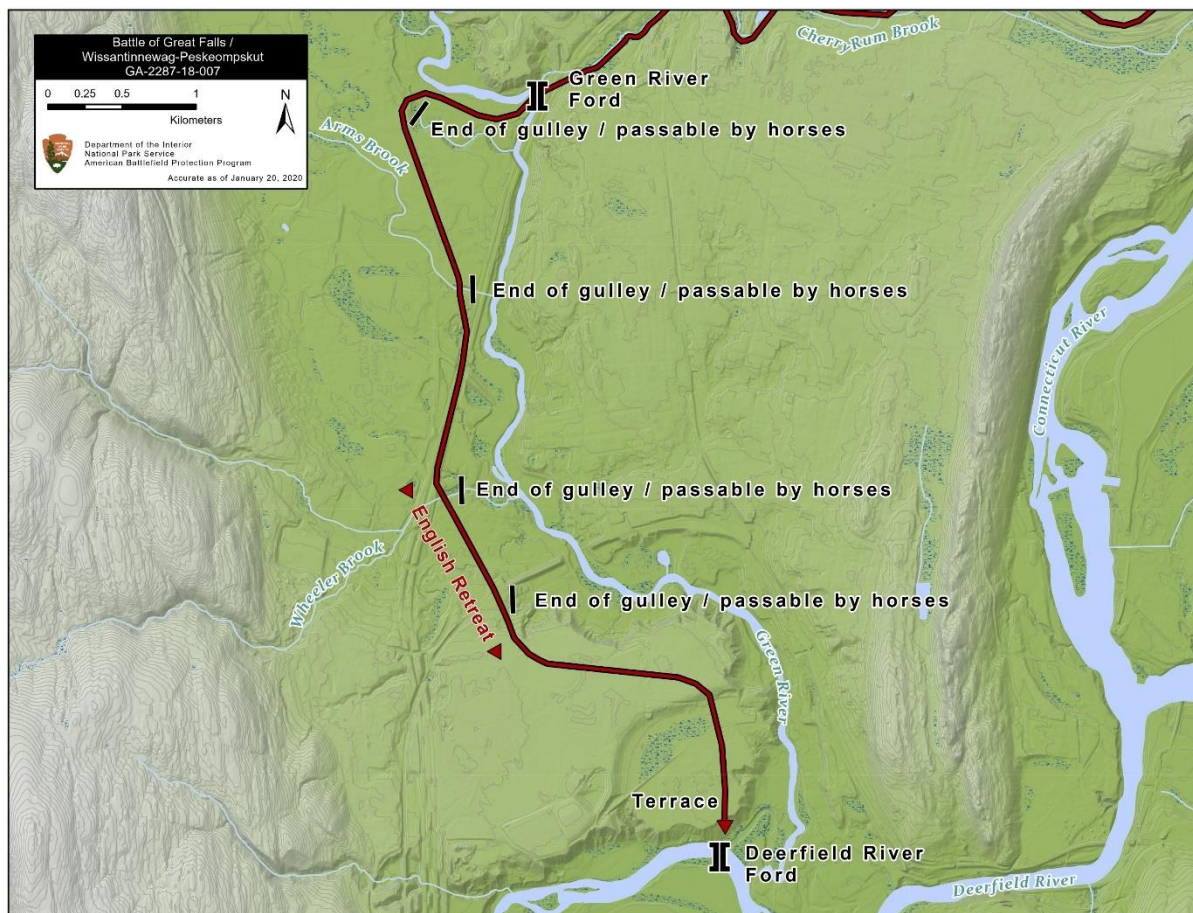 Battle of Great Falls /
Wissantinnewag-Peskeompskut
GA-2287-18-007
0 0.25 0.5 1
Kilometers
N
Department of the Interior
National Park Service
American Battlefield Protection Program
Accurate as of January 20, 2020
Cherry Rum Brook
Green River
Ford
End of gulley / passable by horses
Arms Brook
End of gulley / passable by horses
Connecticut River
End of gulley / passable by horses
English Retreat
Wheeler Brook
End of gulley / passable by horses
Green River
Terrace
Deerfield River
Ford
Deerfield River